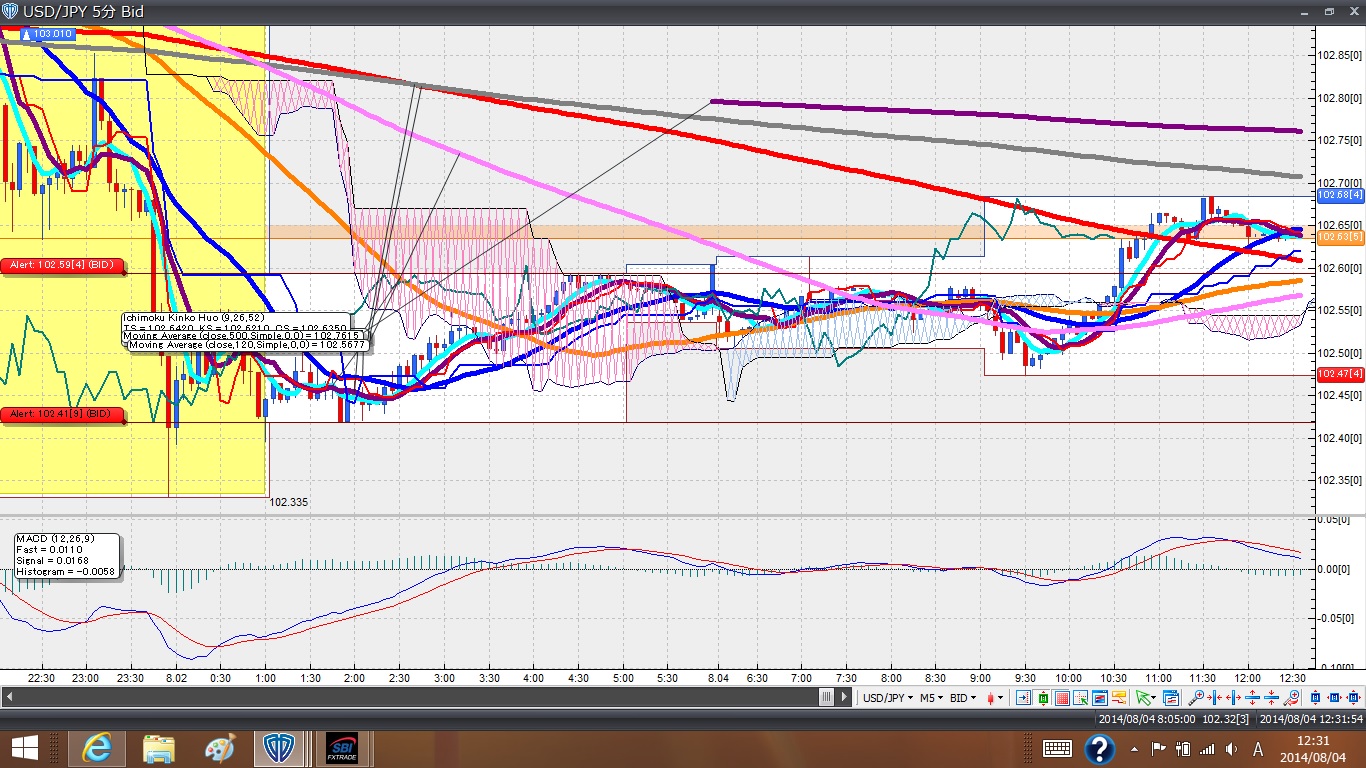 USD/JPY 5分 Bid
103.010
102.85[0]
102.80[0]
102.75[0]
102.70[0]
102.68[4]
102.65[0]
102.63[5]
Alert: 102.59[4] (BID)
102.60[0]
Ichimoku Kinko Huo (9,26,52)
TS = 102.6420, KS = 102.6210, CS = 102.6350
Moving Average (close,500,Simple,0,0) = 102.7615
Moving Average (close,120,Simple,0,0) = 102.5677
102.55[0]
102.50[0]
102.47[4]
102.45[0]
Alert: 102.41[9] (BID)
102.40[0]
102.35[0]
102.335
0.05[0]
MACD (12,26,9)
Fast = 0.0110
Signal = 0.0168
Histogram = -0.0058
0.00[0]
-0.05[0]
-0.10[0]
22:30 23:00 23:30 8.02 0:30 1:00 1:30 2:00 2:30 3:00 3:30 4:00 4:30 5:00 5:30 8.04 6:30 7:00 7:30 8:00 8:30 9:00 9:30 10:00 10:30 11:00 11:30 12:00 12:30
USD/JPY M5 BID
2014/08/04 8:05:00 102.32[3] 2014/08/04 12:31:54
SBI
FXTRADE
A
12:31
2014/08/04